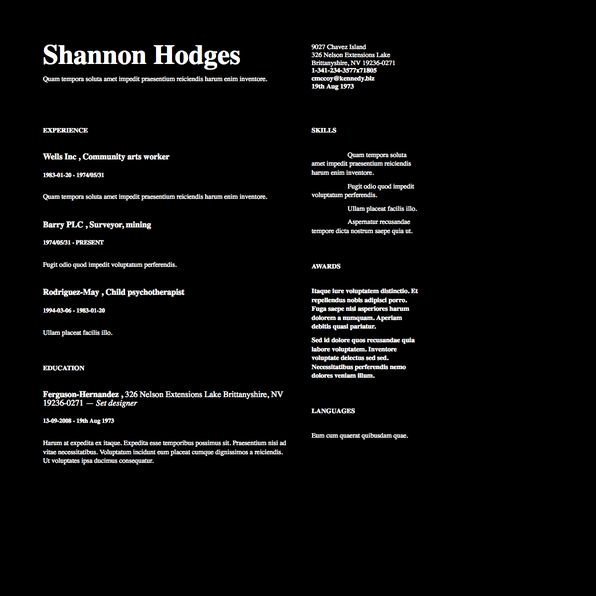 Shannon Hodges
Quam tempora soluta amet impedit praesentium reiciendis harum enim inventore.
9027 Chavez Island
326 Nelson Extensions Lake
Brittanyshire, NV 19236-0271
1-341-234-3577x71805
cmccoy@kennedy.biz
19th Aug 1973
EXPERIENCE
Wells Inc , Community arts worker
1983-01-20 - 1974/05/31
Quam tempora soluta amet impedit praesentium reiciendis harum enim inventore.
Barry PLC , Surveyor, mining
1974/05/31 - PRESENT
Fugit odio quod impedit voluptatum perferendis.
Rodriguez-May , Child psychotherapist
1994-03-06 - 1983-01-20
Ullam placeat facilis illo.
EDUCATION
Ferguson-Hernandez , 326 Nelson Extensions Lake Brittanyshire, NV
19236-0271 — Set designer
13-09-2008 - 19th Aug 1973
Harum at expedita ex itaque. Expedita esse temporibus possimus sit. Praesentium nisi ad
vitae necessitatibus. Voluptatum incidunt eum placeat cumque dignissimos a reiciendis.
Ut voluptates ipsa ducimus consequatur.
SKILLS
Quam tempora soluta
amet impedit praesentium reiciendis
harum enim inventore.
Fugit odio quod impedit
voluptatum perferendis.
Ullam placeat facilis illo.
Aspernatur recusandae
tempore dicta nostrum saepe quia ut.
AWARDS
Itaque iure voluptatem distinctio. Et
repellendus nobis adipisci porro.
Fuga saepe nisi asperiores harum
dolorem a numquam. Aperiam
debitis quasi pariatur.
Sed id dolore quos recusandae quia
labore voluptatem. Inventore
voluptate delectus sed sed.
Necessitatibus perferendis nemo
dolores veniam illum.
LANGUAGES
Eum cum quaerat quibusdam quae.